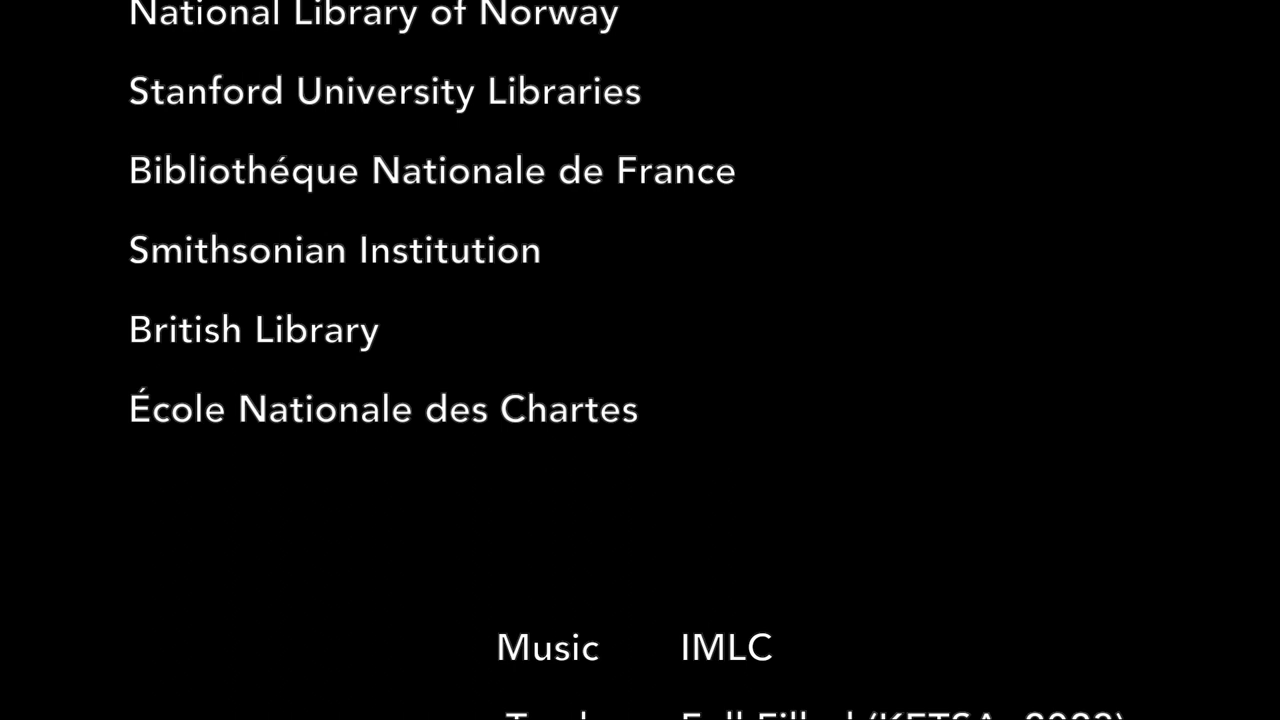 National Library of Norway
Stanford University Libraries
Bibliothéque Nationale de France
Smithsonian Institution
British Library
École Nationale des Chartes
Music IMLC